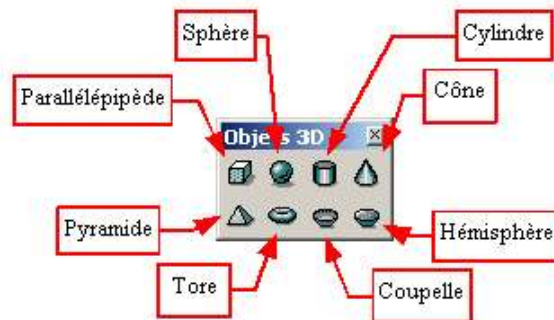 Sphère
Cylindre
Parallélépipède
Cône
Objets 3D
Pyramide
Hémisphère
Tore
Coupelle